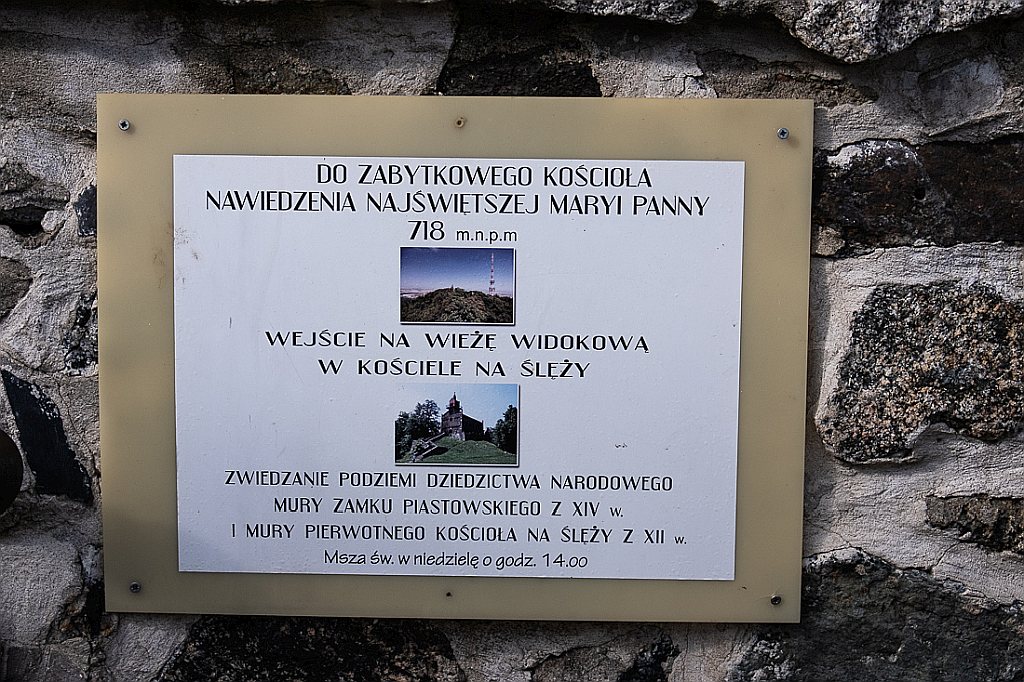 DO ZABYTKOWEGO KOŚCIOŁA
NAWIEDZENIA NAJŚWIĘTSZEJ MARYI PANNY
718 m.n.p.m
WEJŚCIE NA WIEŻĘ WIDOKOWĄ
W KOŚCIELE NA ŚLĘŻY
ZWIEDZANIE PODZIEMI DZIEDZICTWA NARODOWEGO
MURY ZAMKU PIASTOWSKIEGO Z XIV w.
I MURY PIERWOTNEGO KOŚCIOŁA NA ŚLĘŻY Z XII w.
Msza św. w niedzielę o godz. 14.00